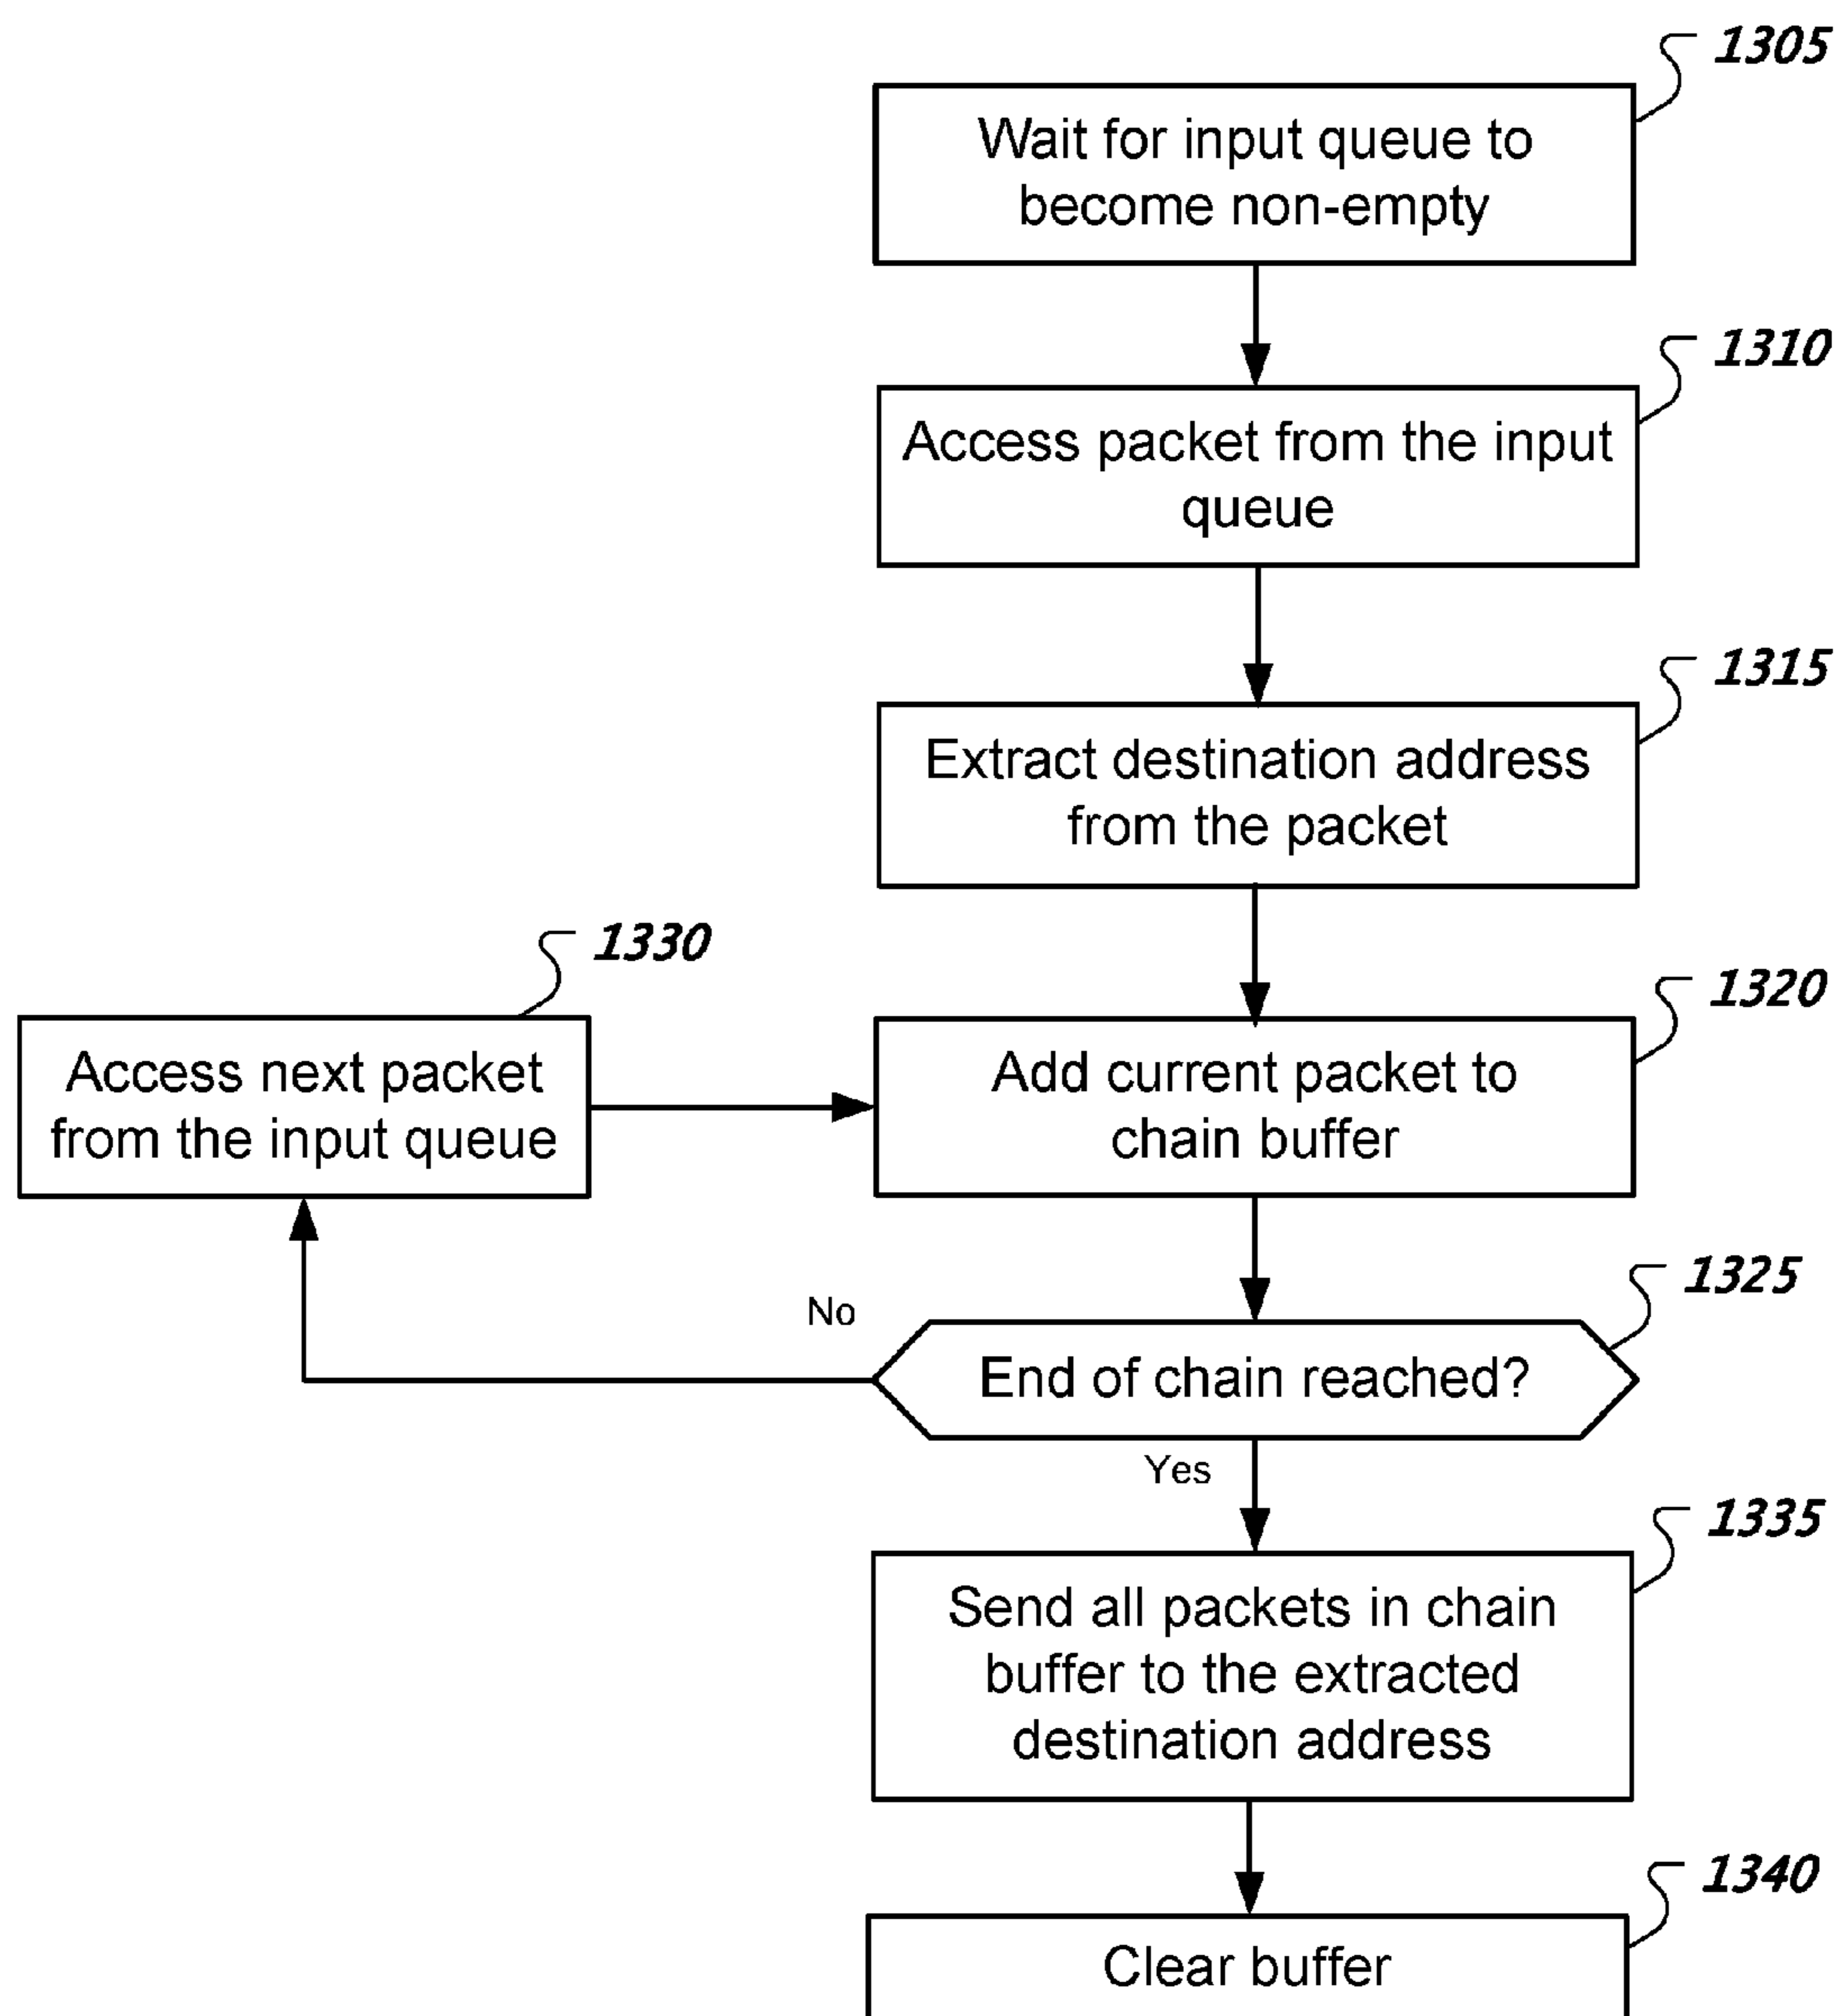 1305
Wait for input queue to
become non-empty
1310
Access packet from the input
queue
1315
Extract destination address
from the packet
1330
Access next packet
from the input queue
1320
Add current packet to
chain buffer
1325
No
End of chain reached?
Yes
1335
Send all packets in chain
buffer to the extracted
destination address
1340
Clear buffer